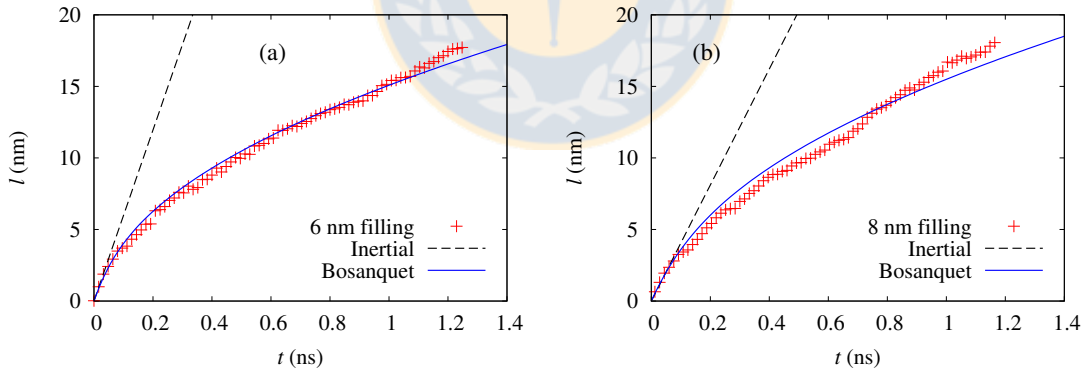 20
15
10
5
0
l (nm)
(a)
6 nm filling
Inertial
Bosanquet
0 0.2 0.4 0.6 0.8 1 1.2 1.4
t (ns)
20
15
10
5
0
l (nm)
(b)
8 nm filling
Inertial
Bosanquet
0 0.2 0.4 0.6 0.8 1 1.2 1.4
t (ns)